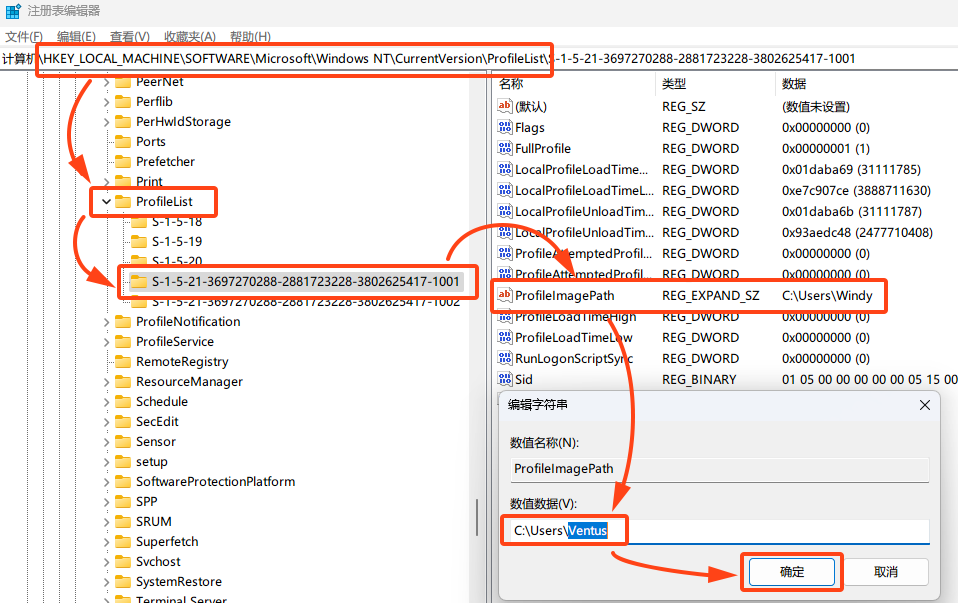 注册表编辑器
文件(F) 编辑(E) 查看(V) 收藏夹(A) 帮助(H)
计算机\HKEY_LOCAL_MACHINE\SOFTWARE\Microsoft\Windows NT\CurrentVersion\ProfileList\S-1-5-21-3697270288-2881723228-3802625417-1001
PeerNet
Perflib
PerHwIdStorage
Ports
Prefetcher
Print
ProfileList
S-1-5-18
S-1-5-19
S-1-5-20
S-1-5-21-3697270288-2881723228-3802625417-1001
S-1-5-21-3697270288-2881723228-3802625417-1002
ProfileNotification
ProfileService
RemoteRegistry
ResourceManager
Schedule
SecEdit
Sensor
setup
SoftwareProtectionPlatform
SPP
SRUM
Superfetch
Svchost
SystemRestore
Terminal Server
名称 类型 数据
(默认) REG_SZ (数值未设置)
Flags REG_DWORD 0x00000000 (0)
FullProfile REG_DWORD 0x00000001 (1)
LocalProfileLoadTime... REG_DWORD 0x01daba69 (31111785)
LocalProfileLoadTimeL... REG_DWORD 0xe7c907ce (3888711630)
LocalProfileUnloadTim... REG_DWORD 0x01daba6b (31111787)
LocalProfileUnloadTim... REG_DWORD 0x93aedc48 (2477710408)
ProfileAttemptedProfil... REG_DWORD 0x00000000 (0)
ProfileAttemptedProfil... REG_DWORD 0x00000000 (0)
ProfileImagePath REG_EXPAND_SZ C:\Users\Windy
ProfileLoadTimeHigh REG_DWORD 0x00000000 (0)
ProfileLoadTimeLow REG_DWORD 0x00000000 (0)
RunLogonScriptSync REG_DWORD 0x00000000 (0)
Sid REG_BINARY 01 05 00 00 00 00 00 05 15 00
编辑字符串
数值名称(N):
ProfileImagePath
数值数据(V):
C:\Users\Ventus
确定 取消